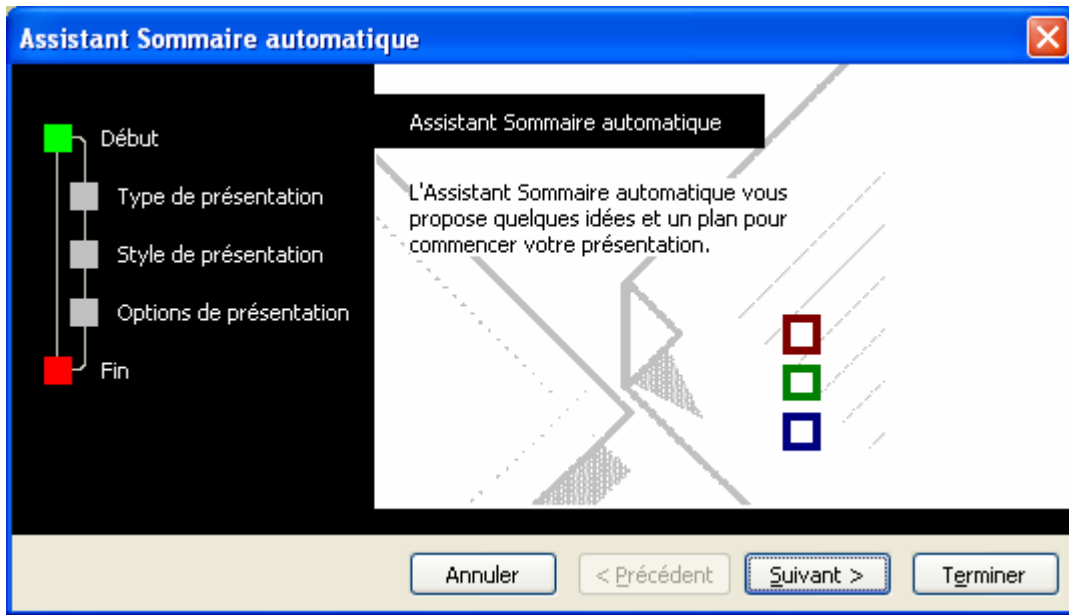 Assistant Sommaire automatique
Début
Type de présentation
Style de présentation
Options de présentation
Fin
Assistant Sommaire automatique
L'Assistant Sommaire automatique vous
propose quelques idées et un plan pour
commencer votre présentation.
Annuler
< Précédent
Suivant >
Terminer